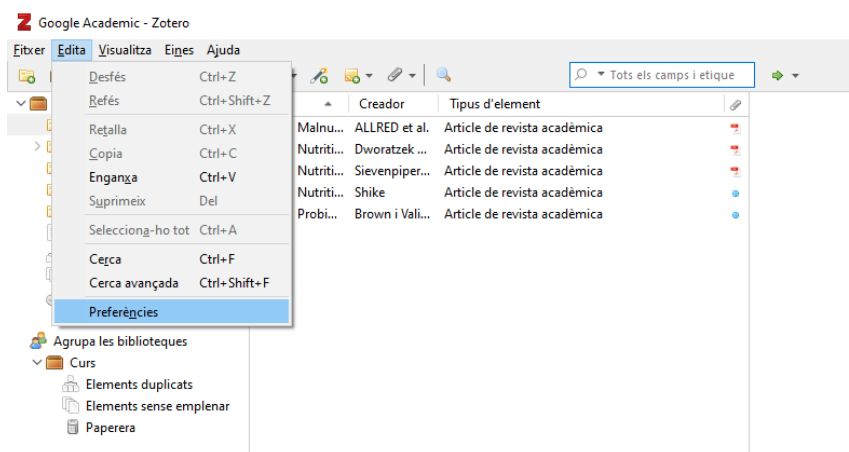 Google Academic - Zotero
Fitxer Edita Visualitza Eines Ajuda
Tots els camps i etique
Desfés Ctrl+Z
Refés Ctrl+Shift+Z
Retalla Ctrl+X
Copia Ctrl+C
Enganxa Ctrl+V
Suprimeix Del
Selecciona-ho tot Ctrl+A
Cerca Ctrl+F
Cerca avançada Ctrl+Shift+F
Preferències
Creador Tipus d'element
Malnu... ALLRED et al. Article de revista acadèmica
Nutriti... Dworatzek ... Article de revista acadèmica
Nutriti... Sievenpiper... Article de revista acadèmica
Nutriti... Shike Article de revista acadèmica
Probi... Brown i Vali... Article de revista acadèmica
Agrupa les biblioteques
Curs
Elements duplicats
Elements sense emplenar
Paperera